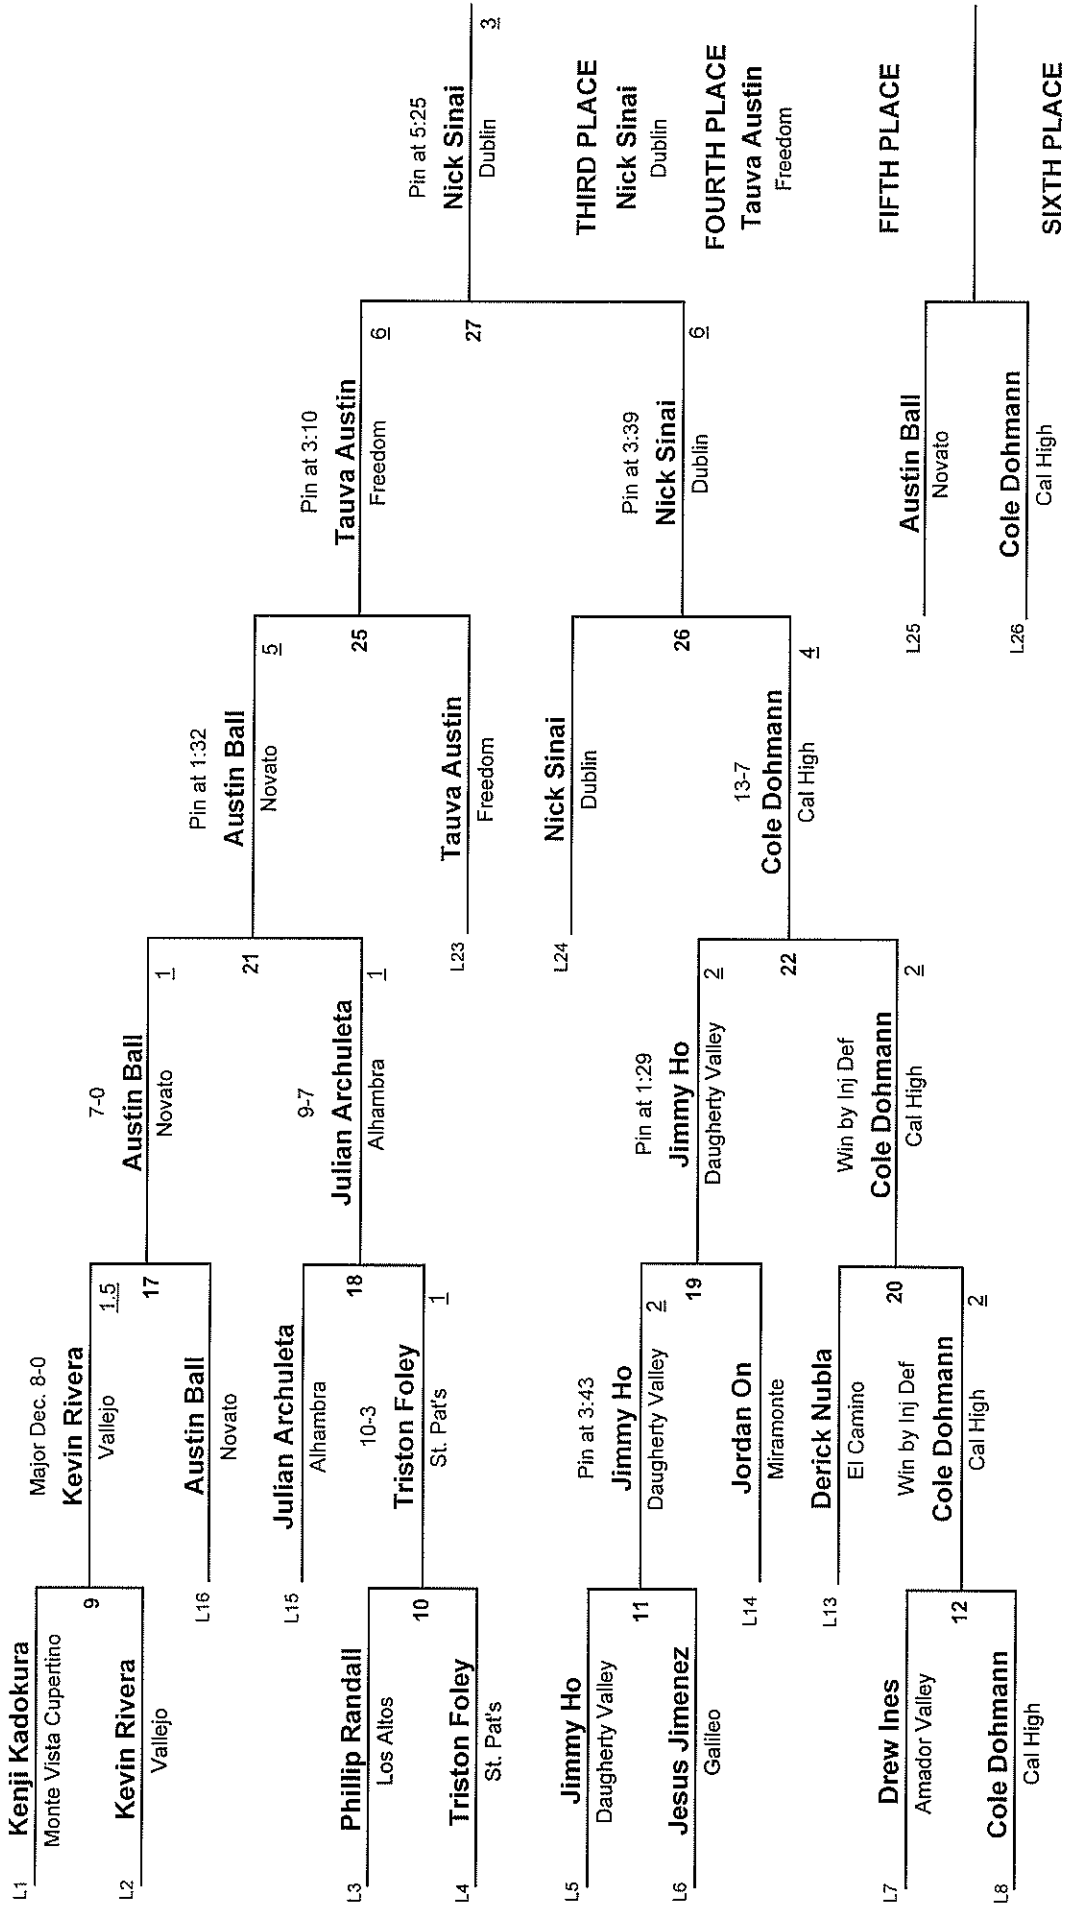 L1
Kenji Kadokura
Monte Vista Cupertino
9
L2
Kevin Rivera
Vallejo
L3
Phillip Randall
Los Altos
10
L4
Triston Foley
St. Pat's
L5
Jimmy Ho
Daugherty Valley
11
L6
Jesus Jimenez
Galileo
L7
Drew Ines
Amador Valley
12
L8
Cole Dohmann
Cal High
Major Dec. 8-0
Kevin Rivera
Vallejo
1.5
17
L16
Austin Ball
Novato
L15
Julian Archuleta
Alhambra
18
10-3
Triston Foley
St. Pat's
1
Pin at 3:43
Jimmy Ho
Daugherty Valley
2
19
L14
Jordan On
Miramonte
L13
Derick Nubla
El Camino
20
Win by Inj Def
Cole Dohmann
Cal High
2
7-0
Austin Ball
Novato
1
21
9-7
Julian Archuleta
Alhambra
1
Pin at 1:29
Jimmy Ho
Daugherty Valley
2
22
Win by Inj Def
Cole Dohmann
Cal High
2
Pin at 1:32
Austin Ball
Novato
5
25
L23
Tauva Austin
Freedom
L24
Nick Sinai
Dublin
26
13-7
Cole Dohmann
Cal High
4
Pin at 3:10
Tauva Austin
Freedom
6
27
Pin at 3:39
Nick Sinai
Dublin
6
Pin at 5:25
Nick Sinai
Dublin
3
THIRD PLACE
Nick Sinai
Dublin
FOURTH PLACE
Tauva Austin
Freedom
L25
Austin Ball
Novato
L26
Cole Dohmann
Cal High
FIFTH PLACE
SIXTH PLACE